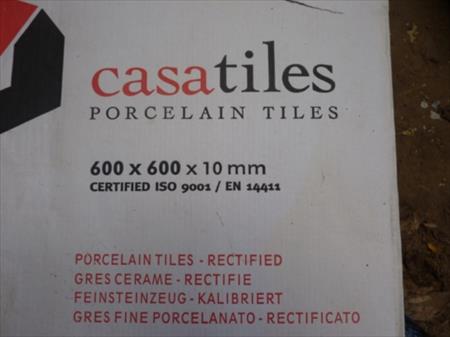 casatiles
PORCELAIN TILES
600 x 600 x 10 mm
CERTIFIED ISO 9001 / EN 14411
PORCELAIN TILES - RECTIFIED
GRES CERAME - RECTIFIE
FEINSTEINZEUG - KALIBRIERT
GRES FINE PORCELANATO - RECTIFICATO